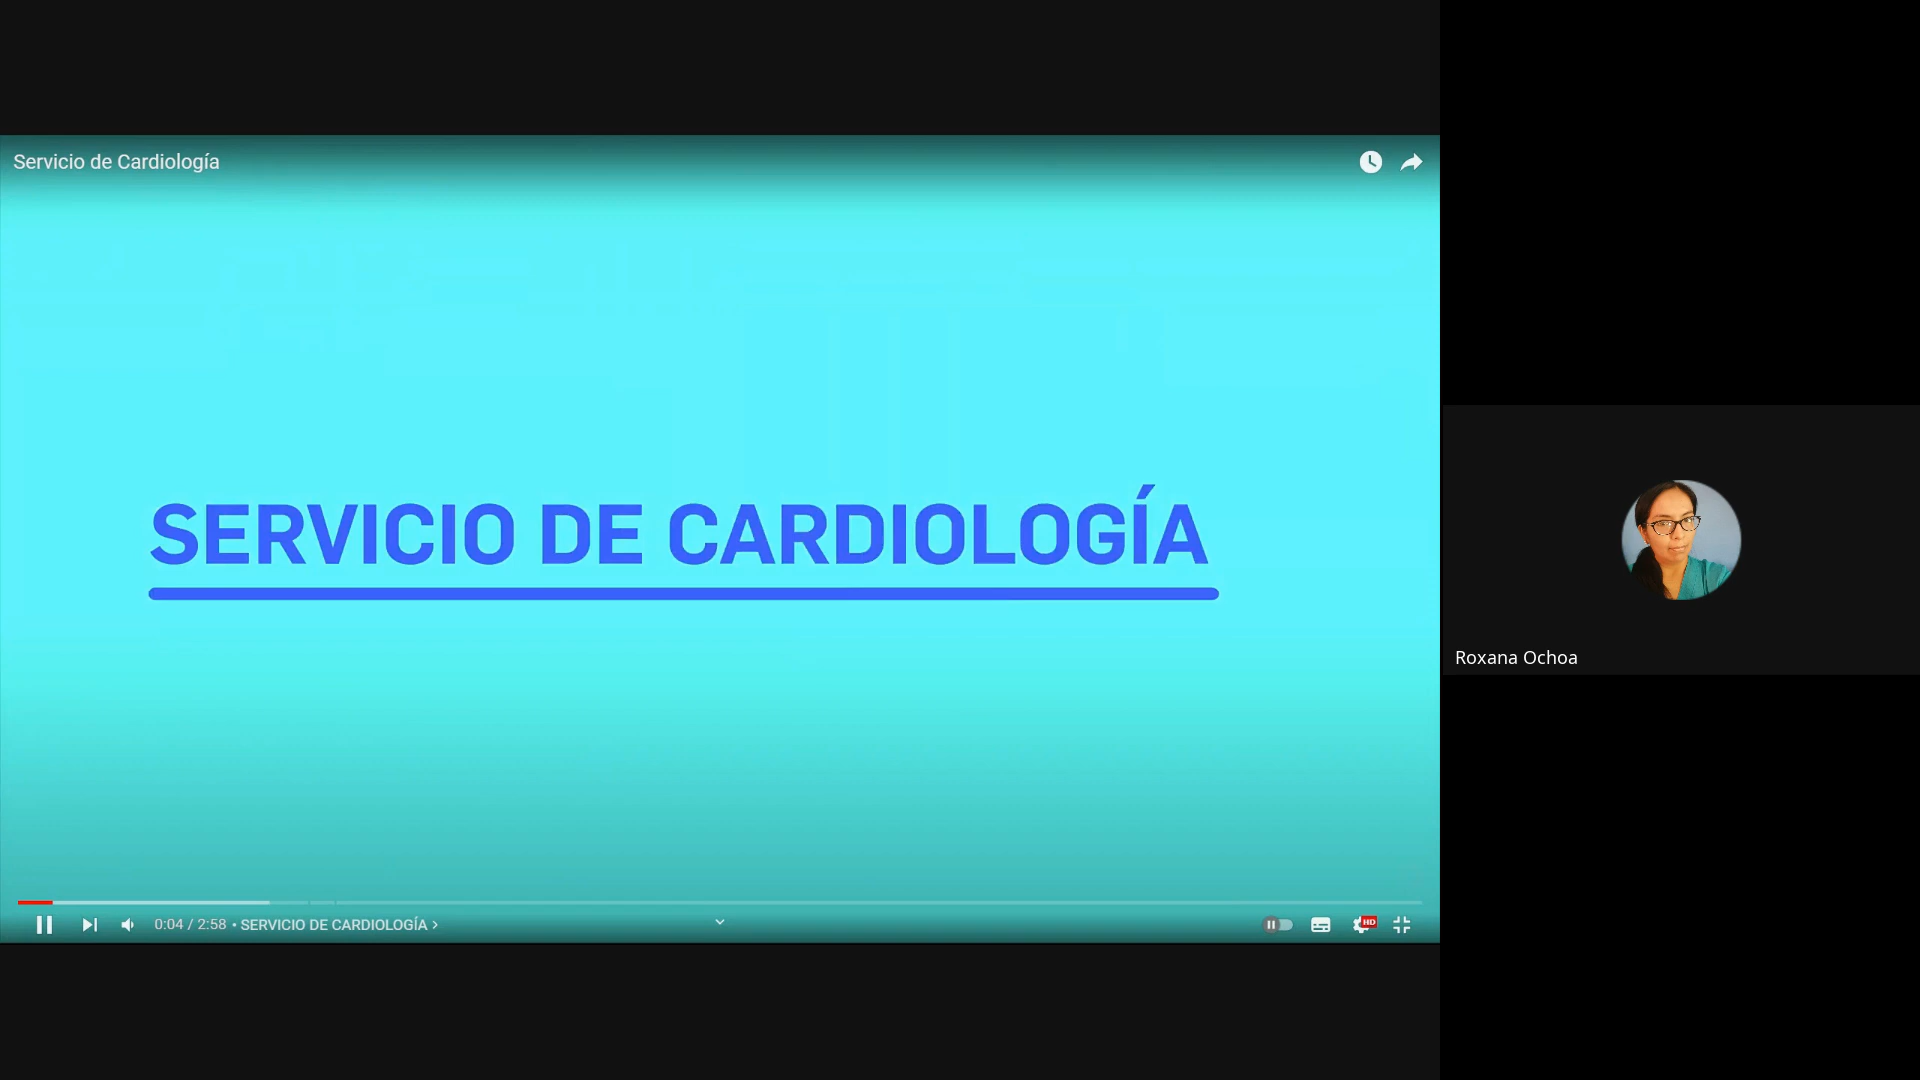 Servicio de Cardiología
SERVICIO DE CARDIOLOGÍA
0:04 / 2:58 • SERVICIO DE CARDIOLOGÍA ›
HD
Roxana Ochoa